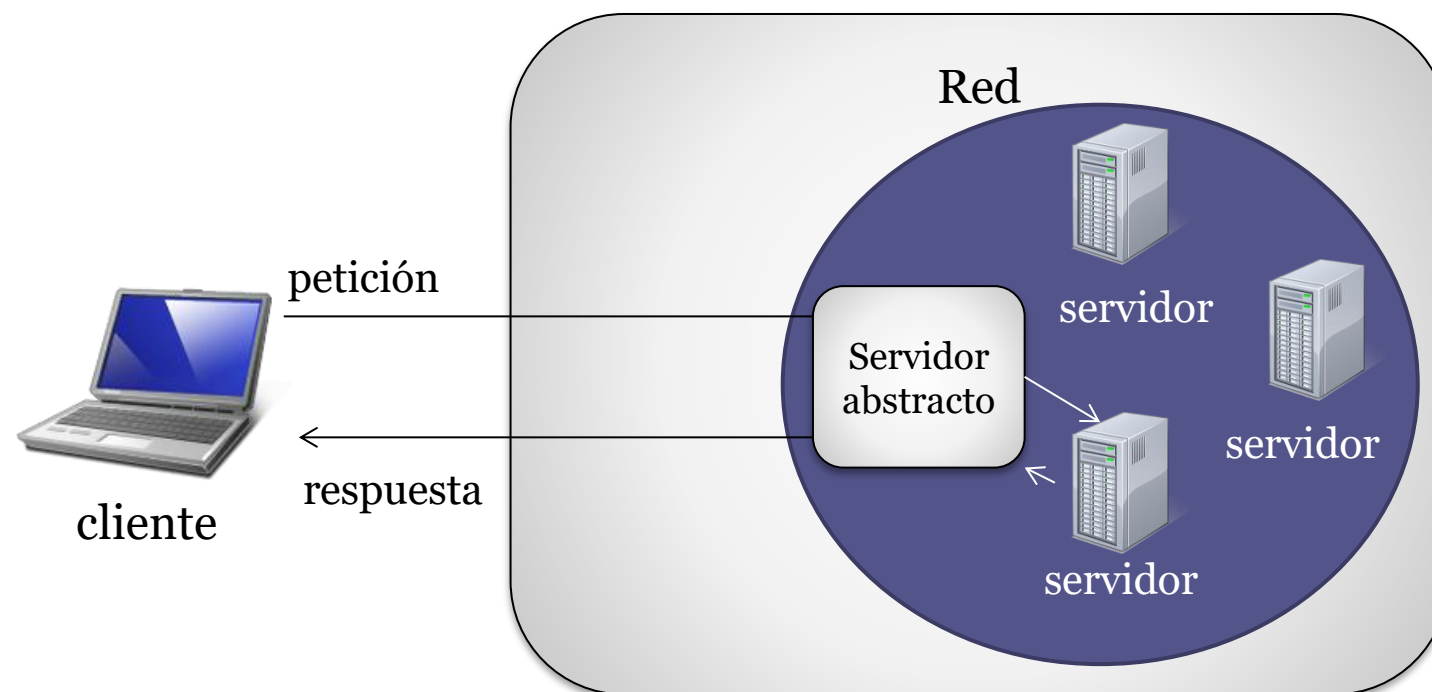 Red
petición
servidor
Servidor
abstracto
servidor
respuesta
cliente
servidor